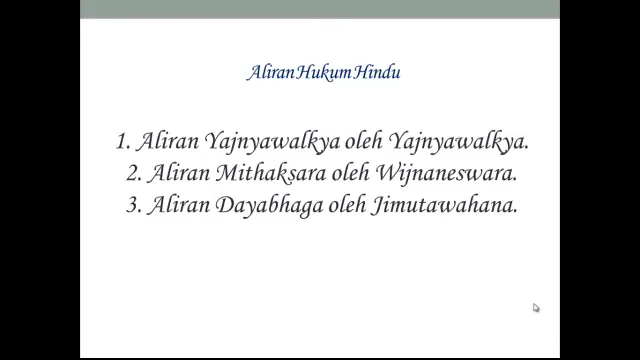 Aliran Hukum Hindu
1. Aliran Yajnyawalkya oleh Yajnyawalkya.
2. Aliran Mithaksara oleh Wijnaneswara.
3. Aliran Dayabhaga oleh Jimutawahana.